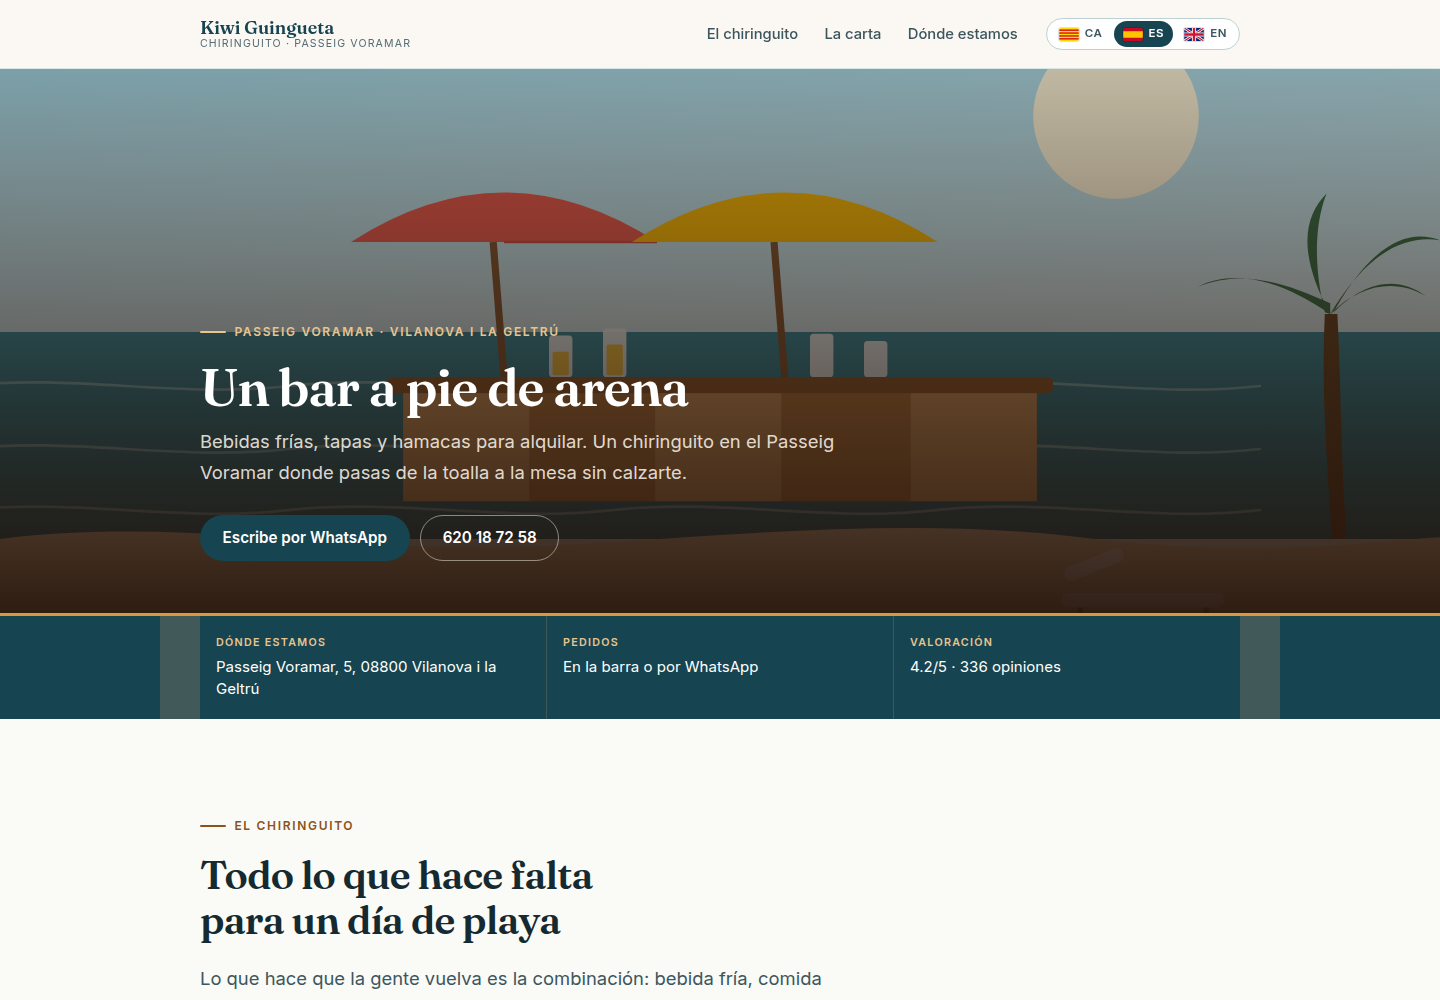 Kiwi Guingueta
CHIRINGUITO · PASSEIG VORAMAR
El chiringuito
La carta
Dónde estamos
CA
ES
EN
PASSEIG VORAMAR · VILANOVA I LA GELTRÚ
Un bar a pie de arena
Bebidas frías, tapas y hamacas para alquilar. Un chiringuito en el Passeig
Voramar donde pasas de la toalla a la mesa sin calzarte.
Escribe por WhatsApp
620 18 72 58
DÓNDE ESTAMOS
Passeig Voramar, 5, 08800 Vilanova i la
Geltrú
PEDIDOS
En la barra o por WhatsApp
VALORACIÓN
4.2/5 · 336 opiniones
EL CHIRINGUITO
Todo lo que hace falta
para un día de playa
Lo que hace que la gente vuelva es la combinación: bebida fría, comida